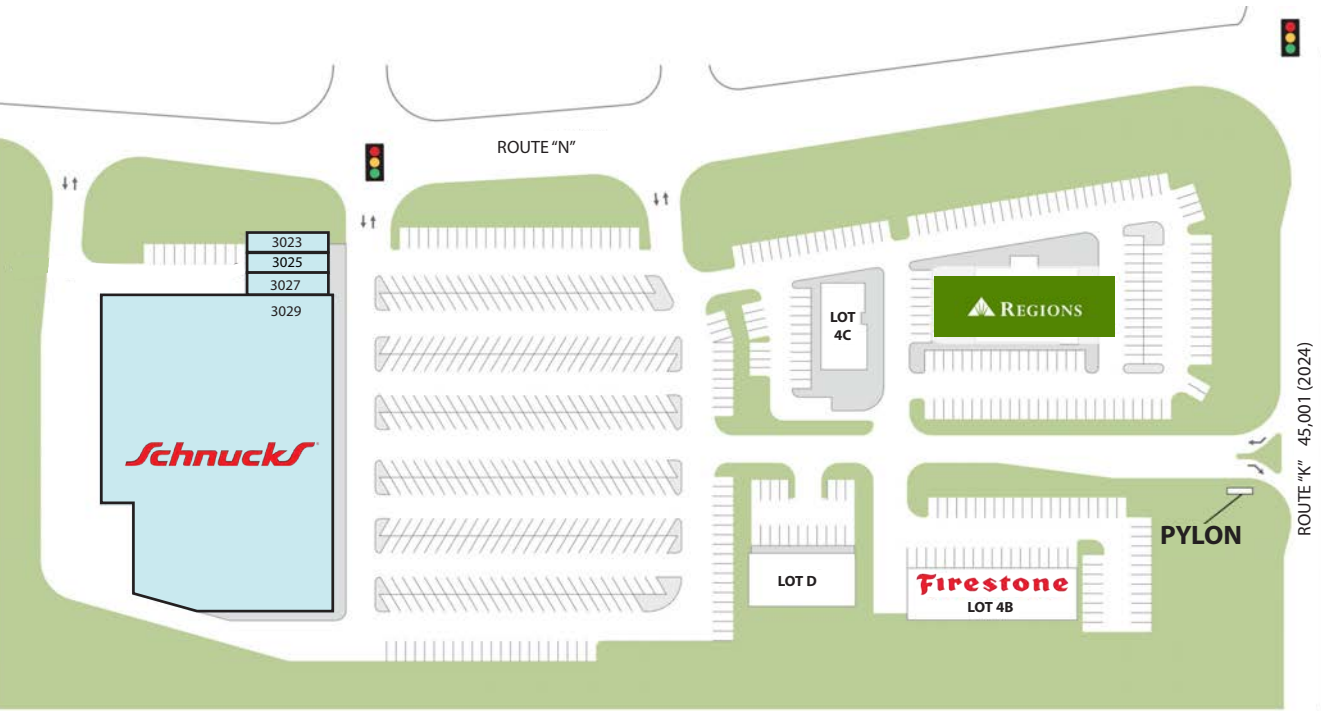 ROUTE “N”
3023
3025
3027
3029
Schnucks
LOT
4C
REGIONS
ROUTE “K” 45,001 (2024)
PYLON
LOT D
Firestone
LOT 4B